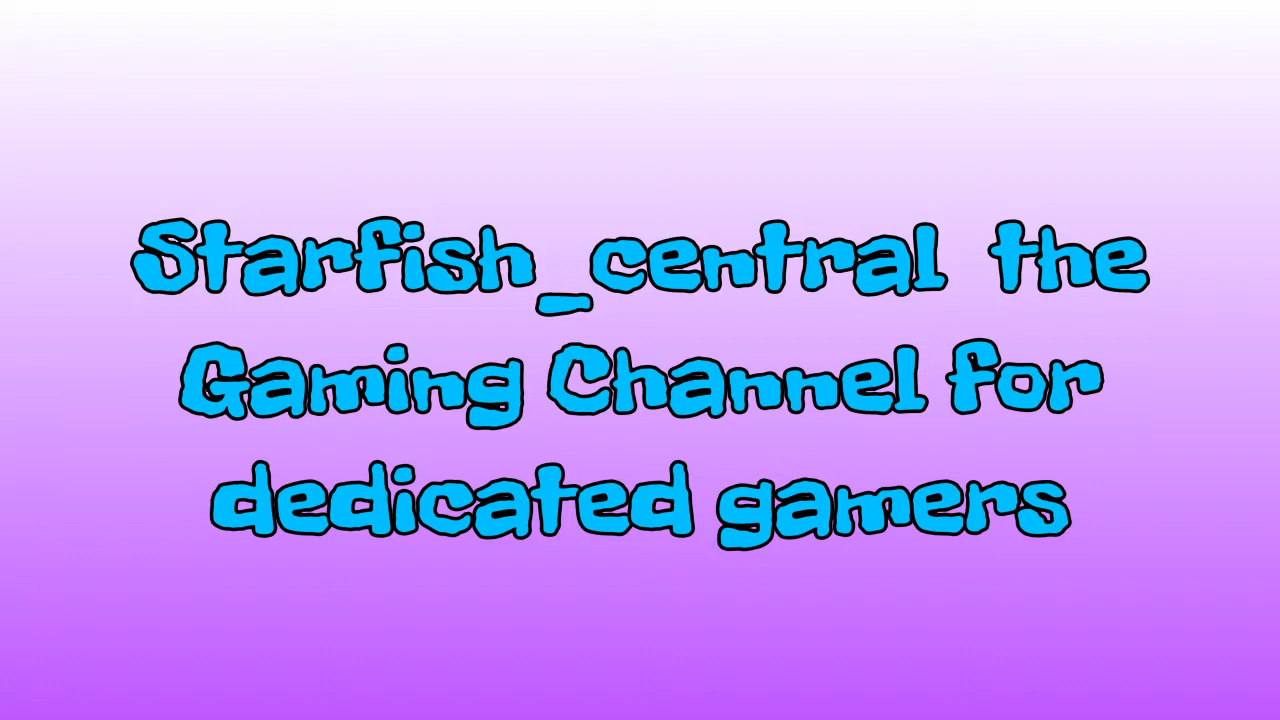 Starfish_central  the
Gaming Channel for
dedicated gamers